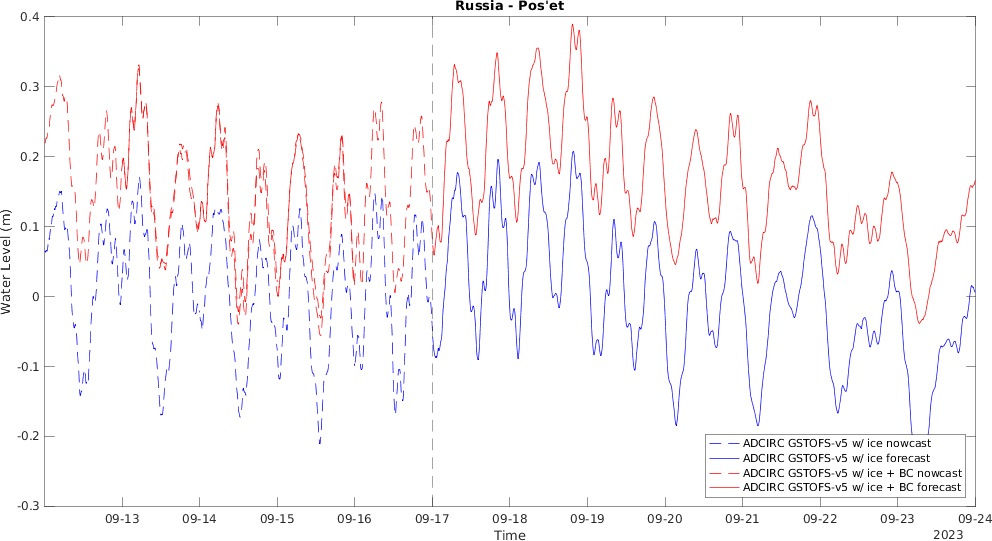 Russia - Pos'et
0.4
0.3
0.2
0.1
0
-0.1
-0.2
-0.3
Water Level (m)
ADCIRC GSTOFS-v5 w/ ice nowcast
ADCIRC GSTOFS-v5 w/ ice forecast
ADCIRC GSTOFS-v5 w/ ice + BC nowcast
ADCIRC GSTOFS-v5 w/ ice + BC forecast
09-13 09-14 09-15 09-16 09-17 09-18 09-19 09-20 09-21 09-22 09-23 09-24
Time
2023